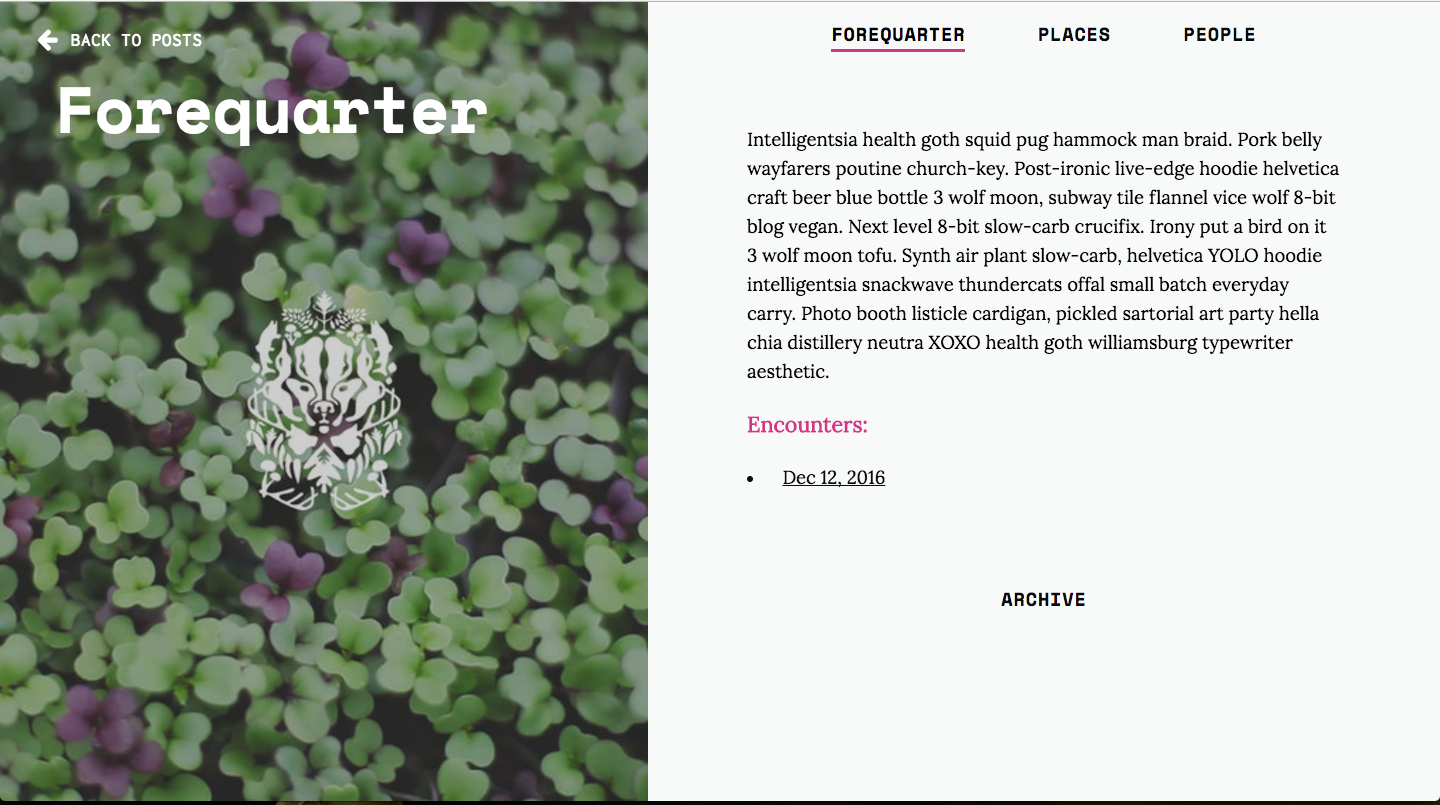 BACK TO POSTS
Forequarter
FOREQUARTER PLACES PEOPLE
Intelligentsia health goth squid pug hammock man braid. Pork belly
wayfarers poutine church-key. Post-ironic live-edge hoodie helvetica
craft beer blue bottle 3 wolf moon, subway tile flannel vice wolf 8-bit
blog vegan. Next level 8-bit slow-carb crucifix. Irony put a bird on it
3 wolf moon tofu. Synth air plant slow-carb, helvetica YOLO hoodie
intelligentsia snackwave thundercats offal small batch everyday
carry. Photo booth listicle cardigan, pickled sartorial art party hella
chia distillery neutra XOXO health goth williamsburg typewriter
aesthetic.
Encounters:
• Dec 12, 2016
ARCHIVE